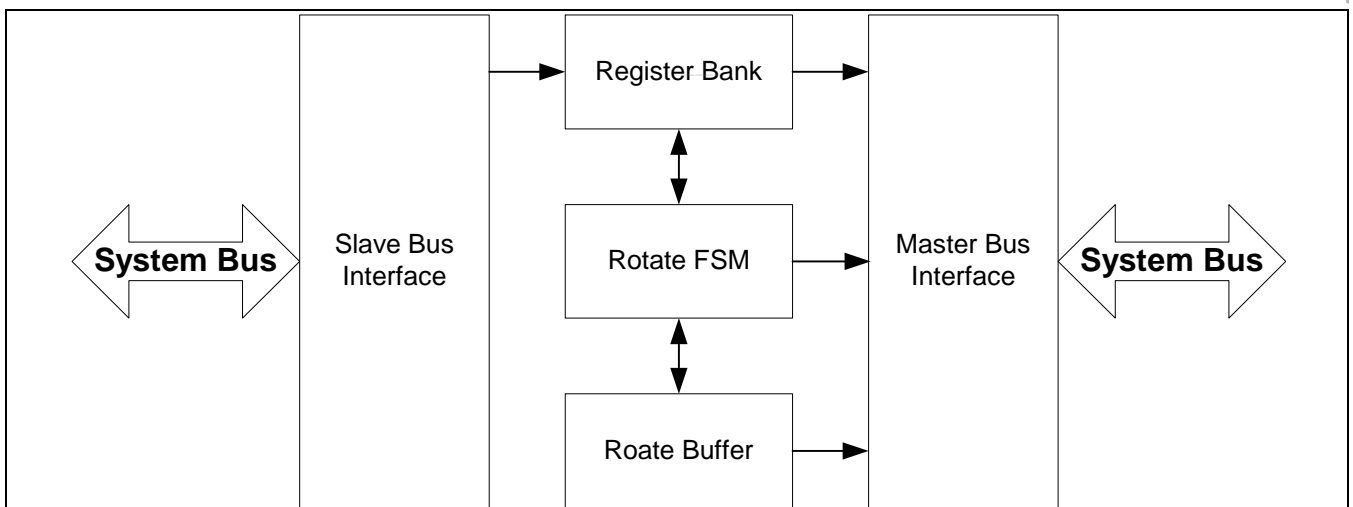 Register Bank
System Bus
Slave Bus
Interface
Rotate FSM
Master Bus
Interface
System Bus
Roate Buffer